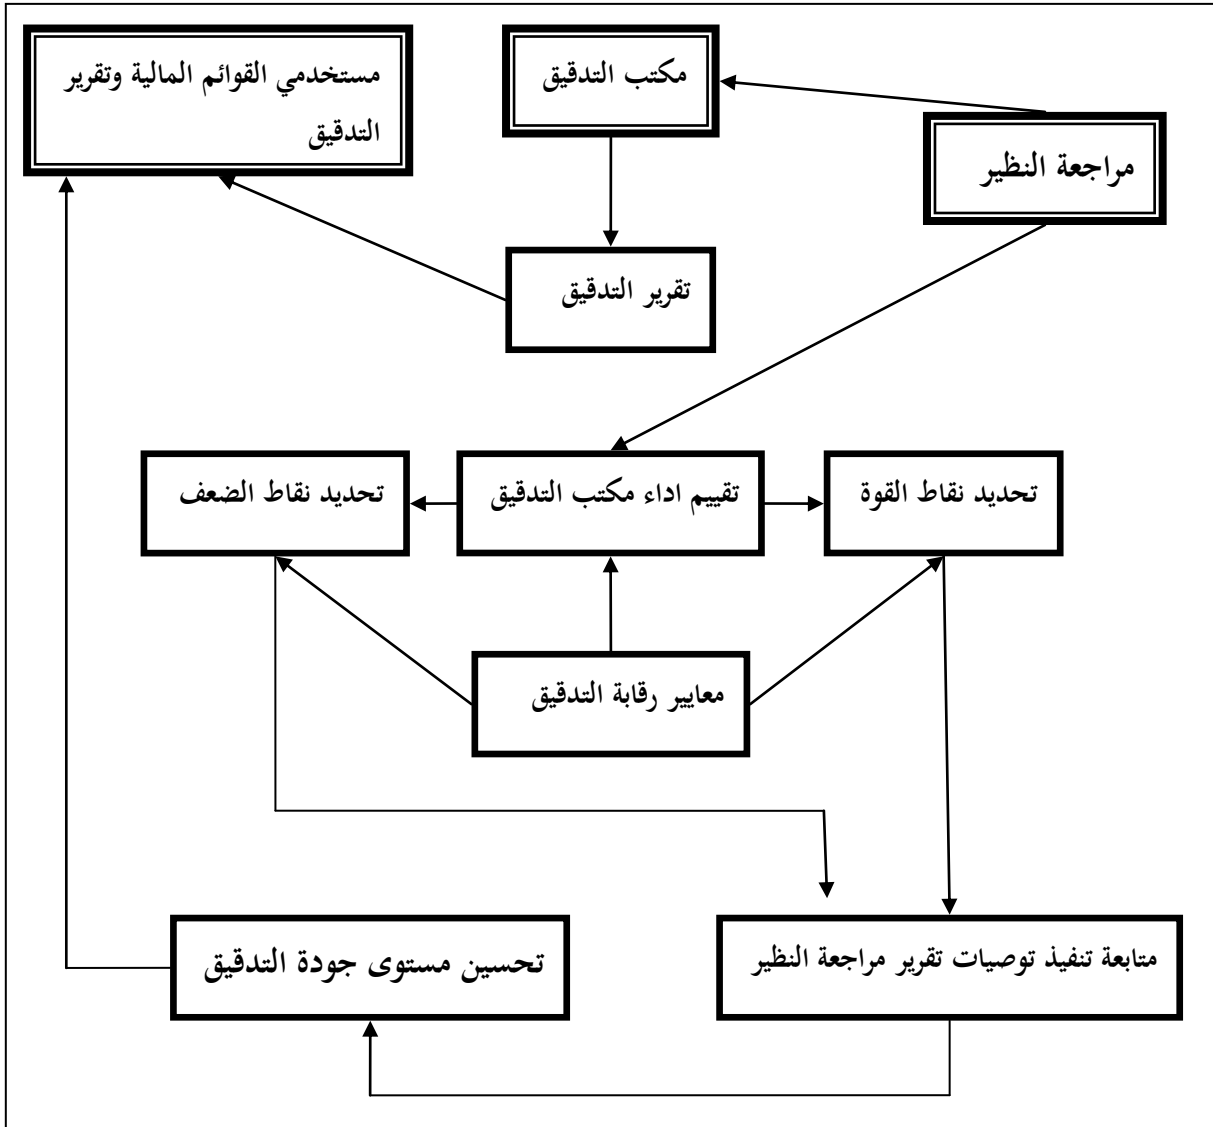 مستخدمي القوائم المالية وتقرير
التدقيق
مكتب التدقيق
مراجعة النظير
تقرير التدقيق
تحديد نقاط القوة
تقييم اداء مكتب التدقيق
تحديد نقاط الضعف
معايير رقابة التدقيق
متابعة تنفيذ توصيات تقرير مراجعة النظير
تحسين مستوى جودة التدقيق